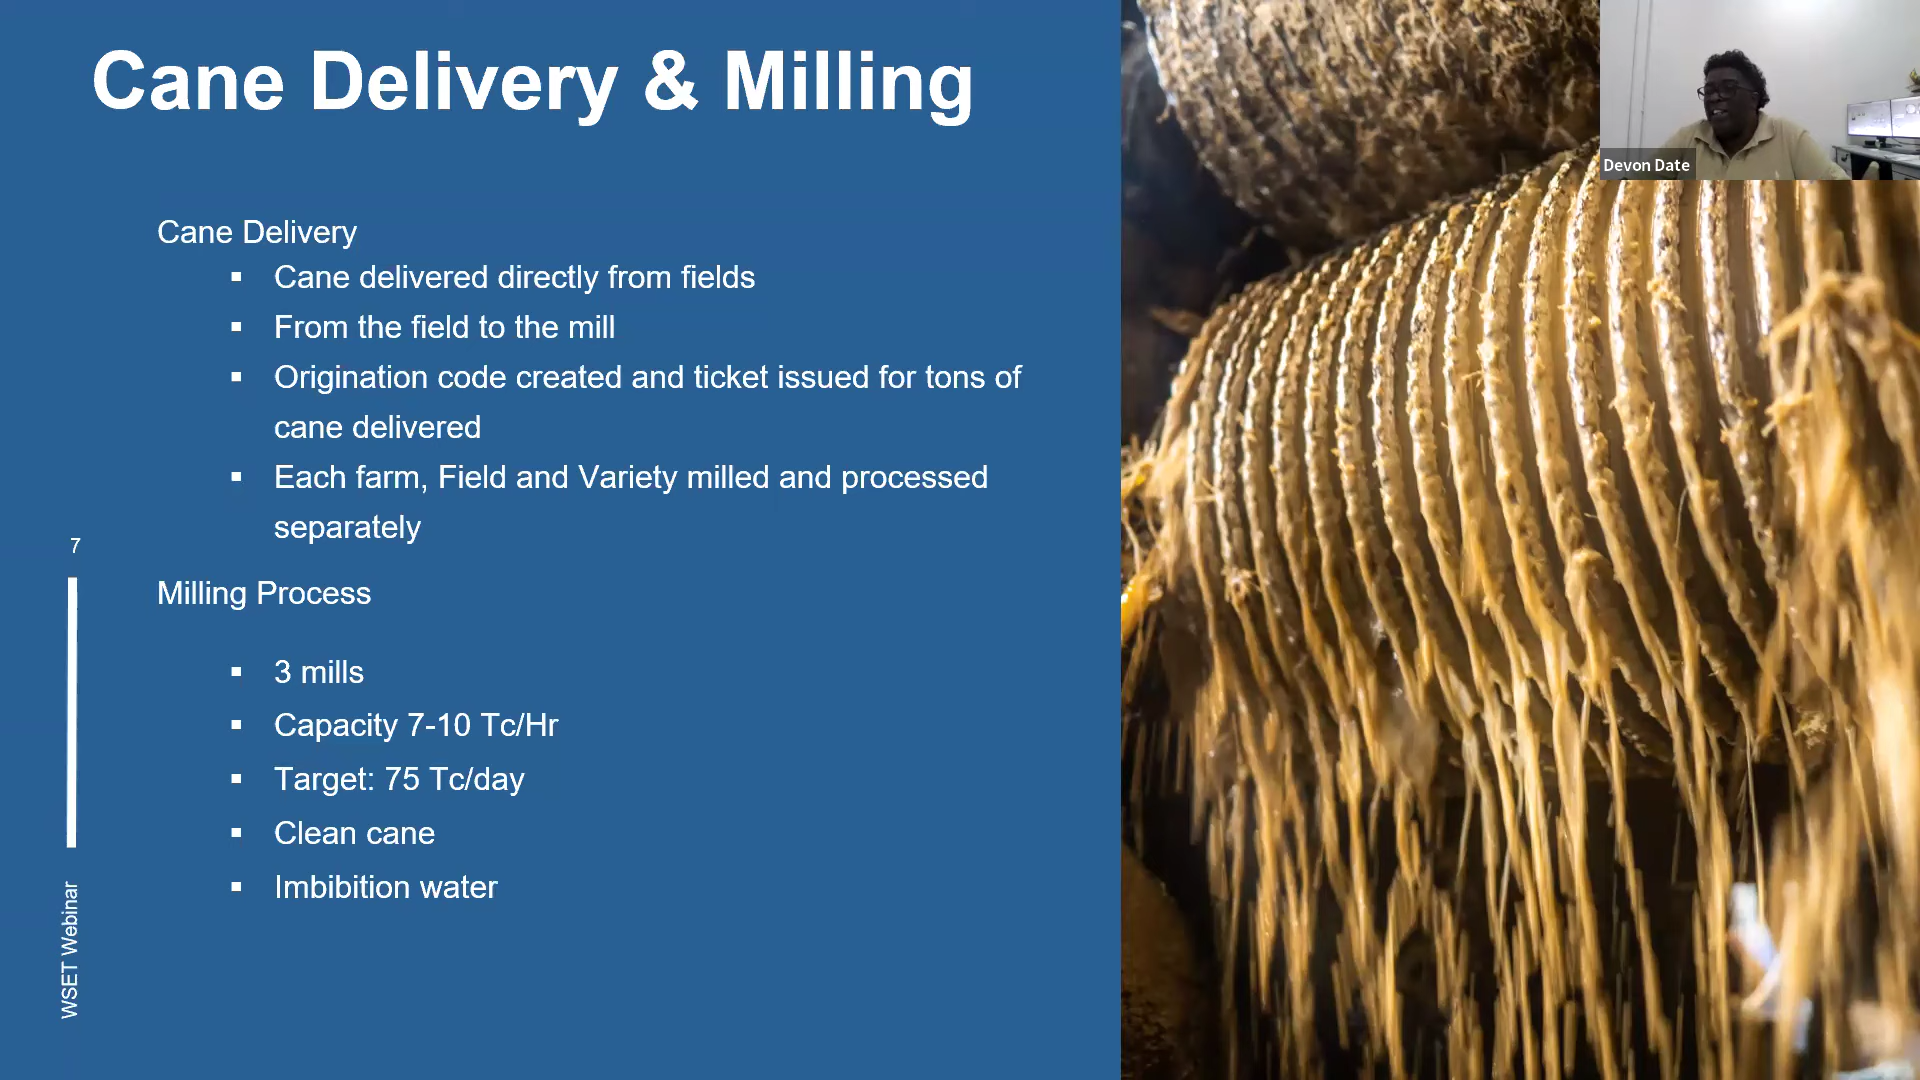 Cane Delivery & Milling
Devon Date
Cane Delivery
▪ Cane delivered directly from fields
▪ From the field to the mill
▪ Origination code created and ticket issued for tons of
cane delivered
▪ Each farm, Field and Variety milled and processed
separately
7
Milling Process
▪ 3 mills
▪ Capacity 7-10 Tc/Hr
▪ Target: 75 Tc/day
▪ Clean cane
▪ Imbibition water
WSET Webinar